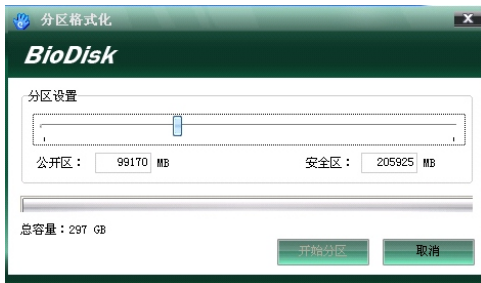 分区格式化
BioDisk
分区设置
公开区： 99170 MB 安全区： 205925 MB
总容量：297 GB
开始分区 取消